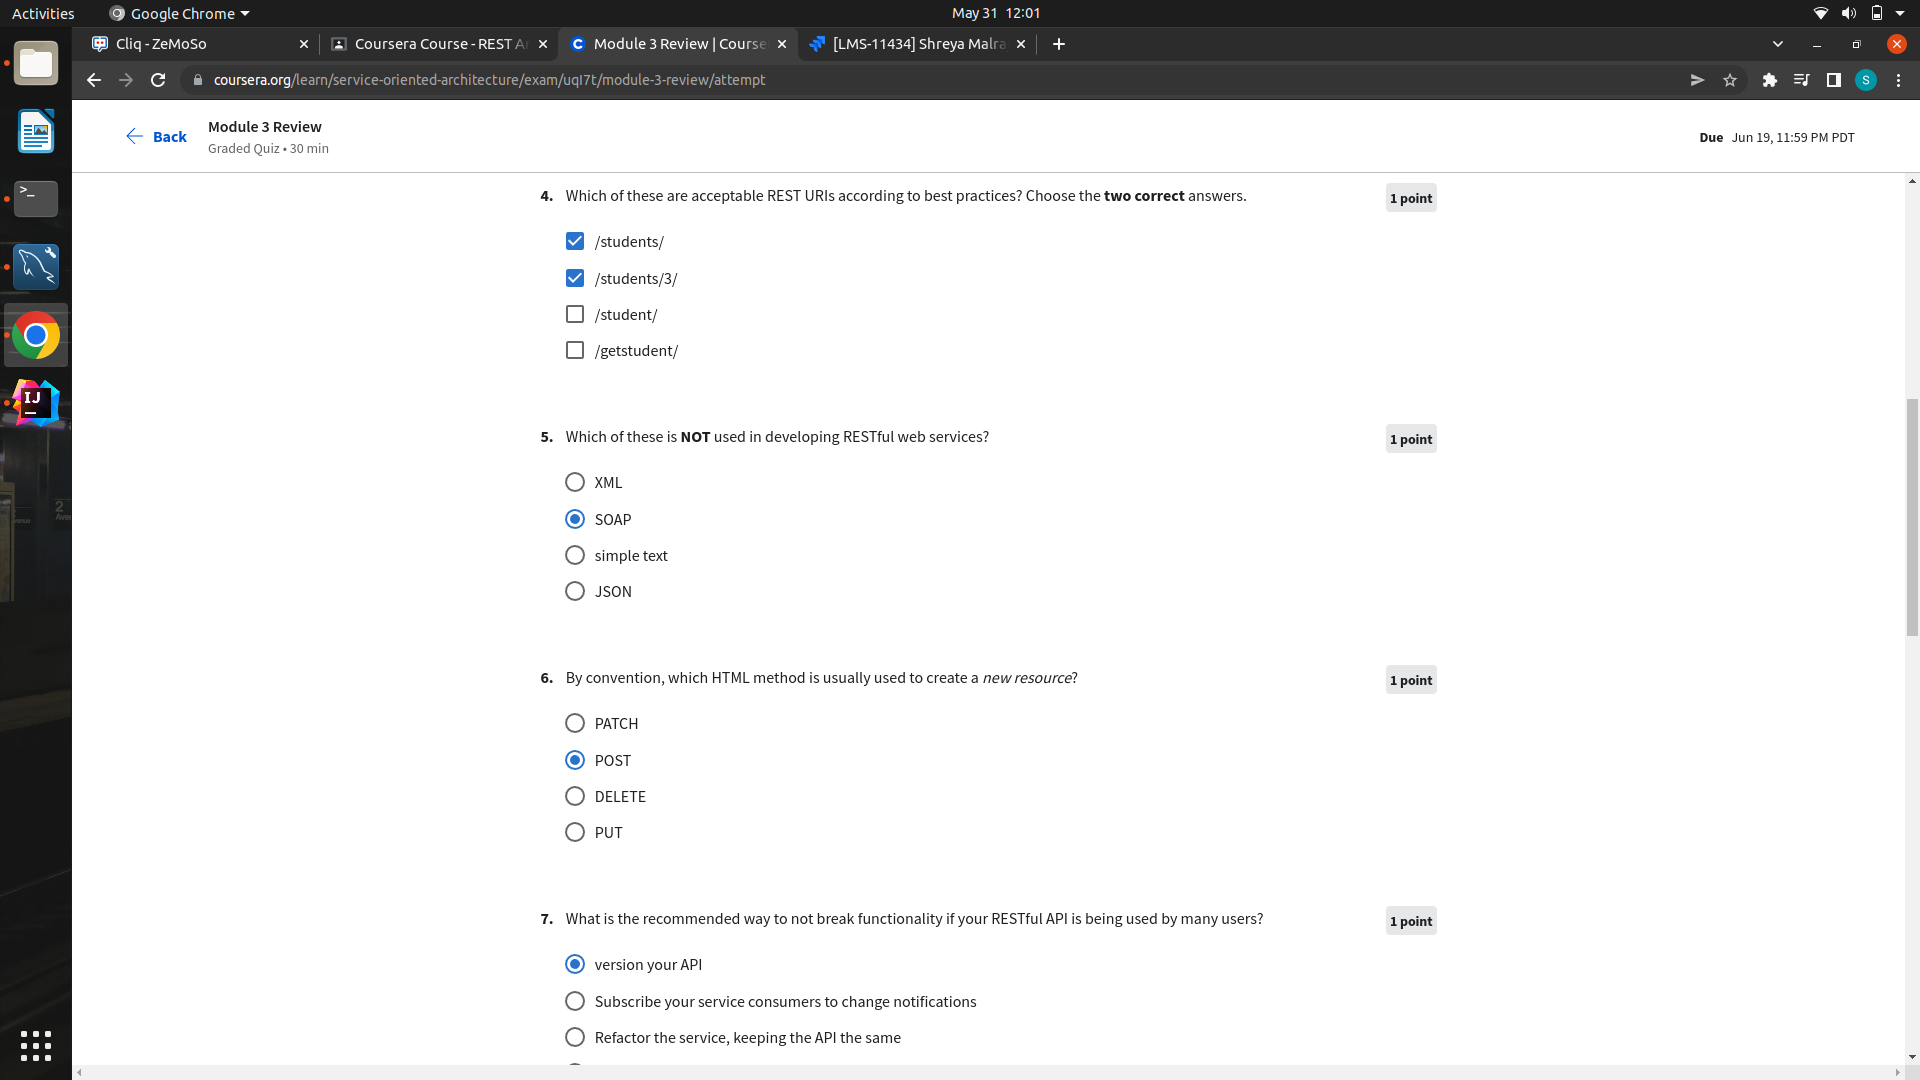 Activities
Google Chrome
May 31 12:01
Cliq - ZeMoSo
Coursera Course - REST Ar
Module 3 Review | Course
[LMS-11434] Shreya Malra
coursera.org/learn/service-oriented-architecture/exam/uqI7t/module-3-review/attempt
S
Back
Module 3 Review
Graded Quiz • 30 min
Due Jun 19, 11:59 PM PDT
4. Which of these are acceptable REST URIs according to best practices? Choose the two correct answers.
1 point
/students/
/students/3/
/student/
/getstudent/
5. Which of these is NOT used in developing RESTful web services?
1 point
XML
SOAP
simple text
JSON
6. By convention, which HTML method is usually used to create a new resource?
1 point
PATCH
POST
DELETE
PUT
7. What is the recommended way to not break functionality if your RESTful API is being used by many users?
1 point
version your API
Subscribe your service consumers to change notifications
Refactor the service, keeping the API the same
>_
IJ
2